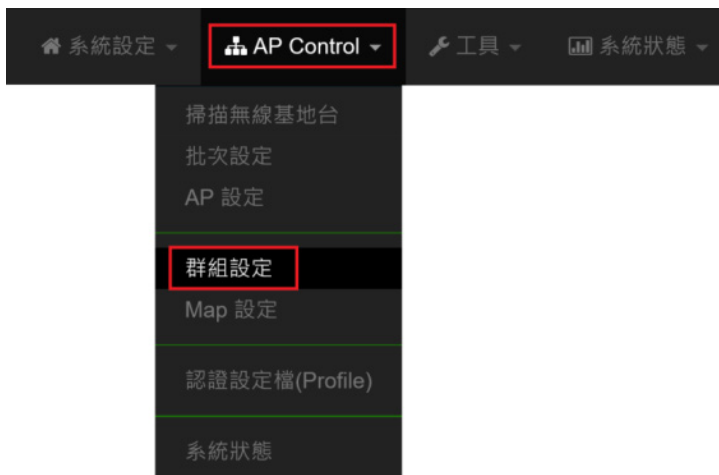 系統設定 AP Control 工具 系統狀態
掃描無線基地台
批次設定
AP 設定
群組設定
Map 設定
認證設定檔(Profile)
系統狀態